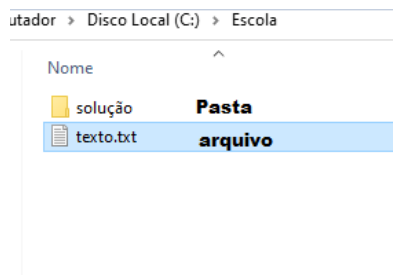 utador > Disco Local (C:) > Escola
Nome
solução Pasta
texto.txt arquivo